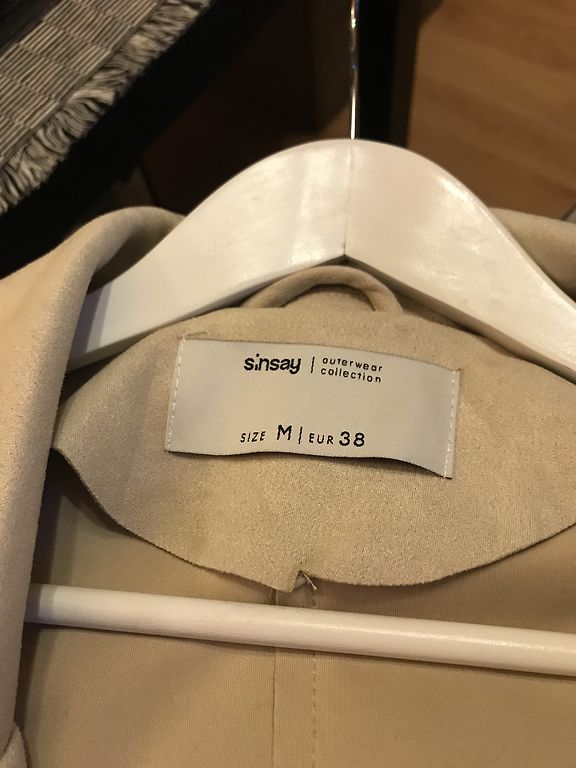 sinsay | outerwear
collection
SIZE M | EUR 38